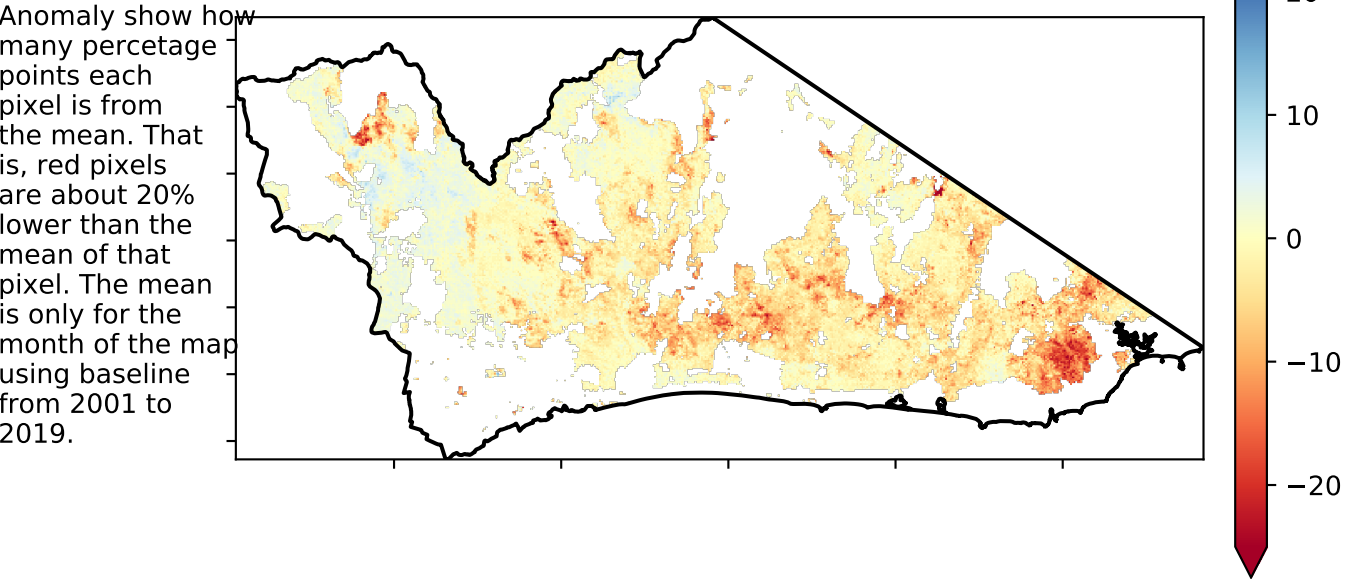 Anomaly show how
many percetage
points each
pixel is from
the mean. That
is, red pixels
are about 20%
lower than the
mean of that
pixel. The mean
is only for the
month of the map
using baseline
from 2001 to
2019.
10
0
−10
−20